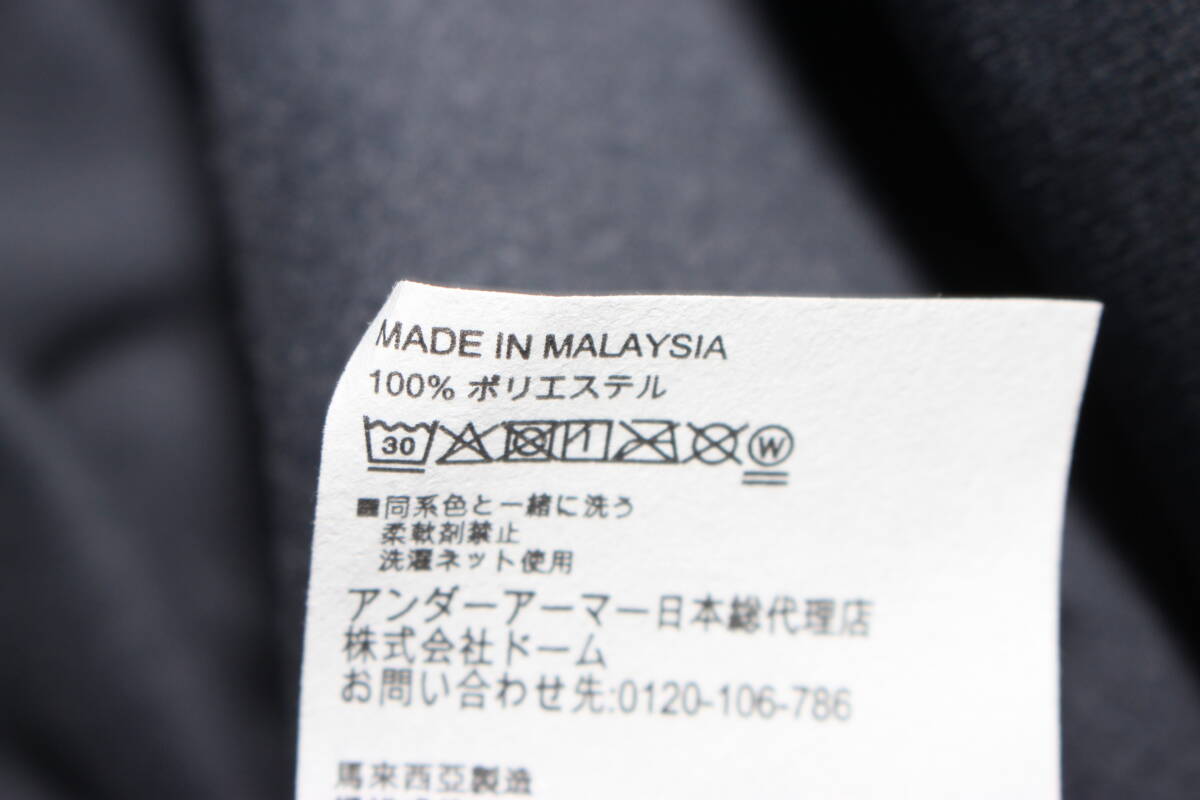 MADE IN MALAYSIA
100% ポリエステル
30 W
■同系色と一緒に洗う
柔軟剤禁止
洗濯ネット使用
アンダーアーマー日本総代理店
株式会社ドーム
お問い合わせ先:0120-106-786
馬来西亞製造